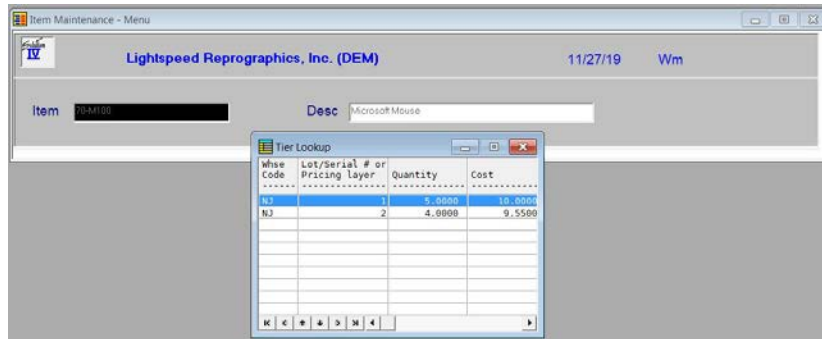 Item Maintenance - Menu
IV
Lightspeed Reprographics, Inc. (DEM) 11/27/19 Wm
Item 70-M100 Desc Microsoft Mouse
Tier Lookup
Whse Lot/Serial # or
Code Pricing layer Quantity Cost
NJ 1 5.0000 10.0000
NJ 2 4.0000 9.5500